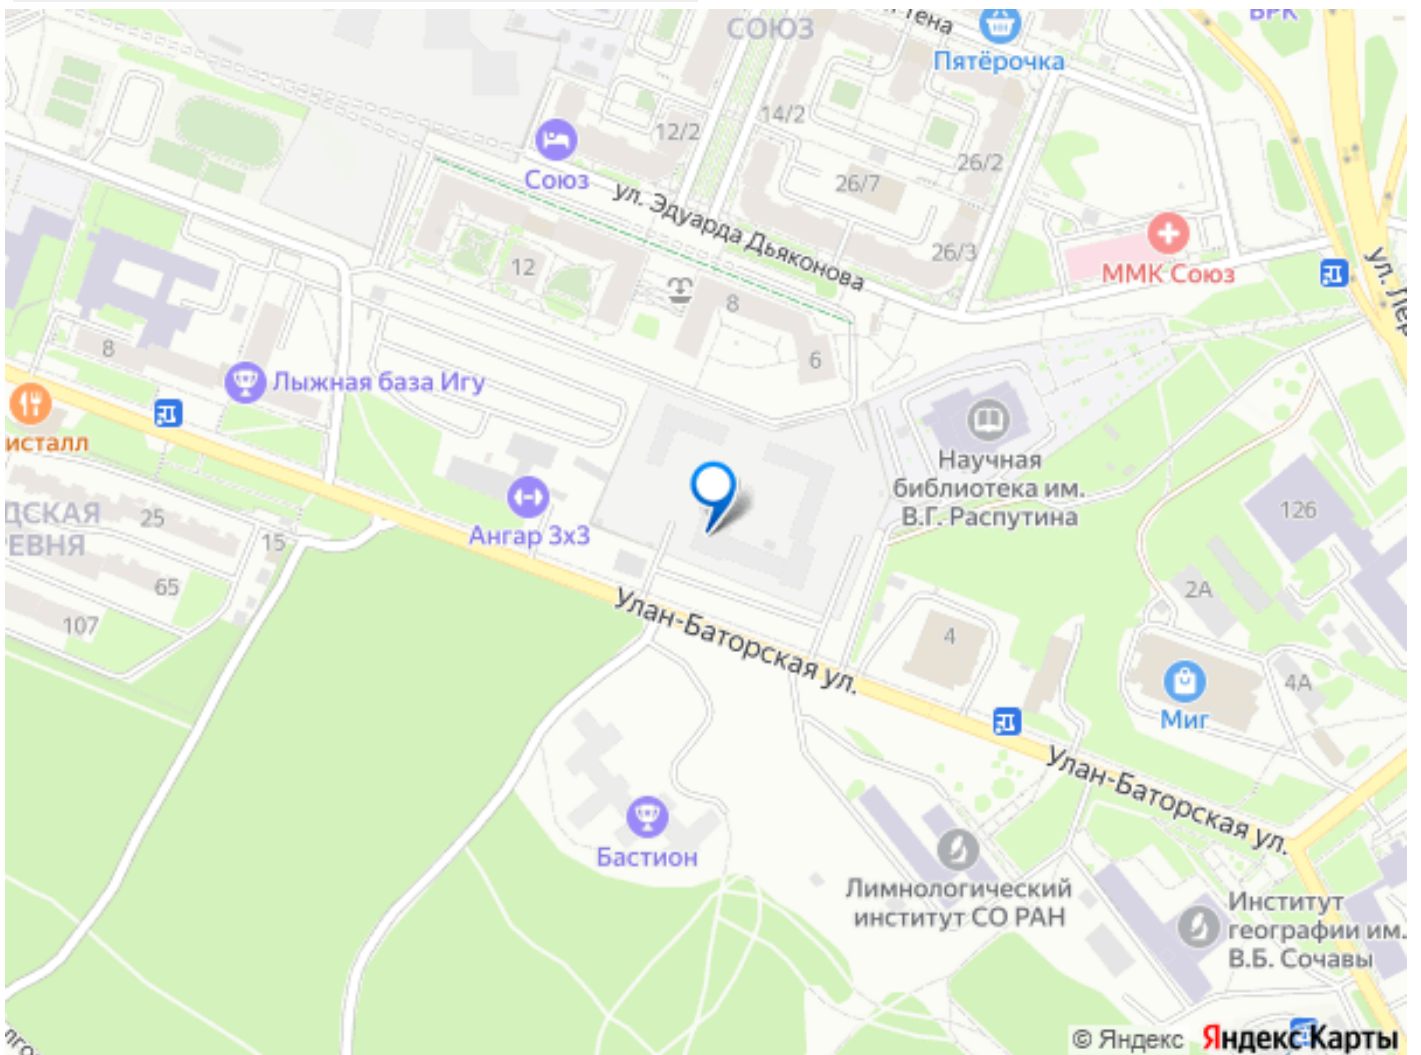 СОЮЗ
Пятёрочка
14/2
12/2
26/2
26/7
Союз
ул. Эдуарда Дьяконова
26/3
ММК Союз
12
8
6
8
Лыжная база Игу
Научная
библиотека им.
В.Г. Распутина
25
15
Ангар 3х3
126
65
2А
107
Улан-Баторская ул.
4
4А
Миг
Улан-Баторская ул.
Бастион
Лимнологический
институт СО РАН
Институт
географии им.
В.Б. Сочавы
© Яндекс Яндекс Карты